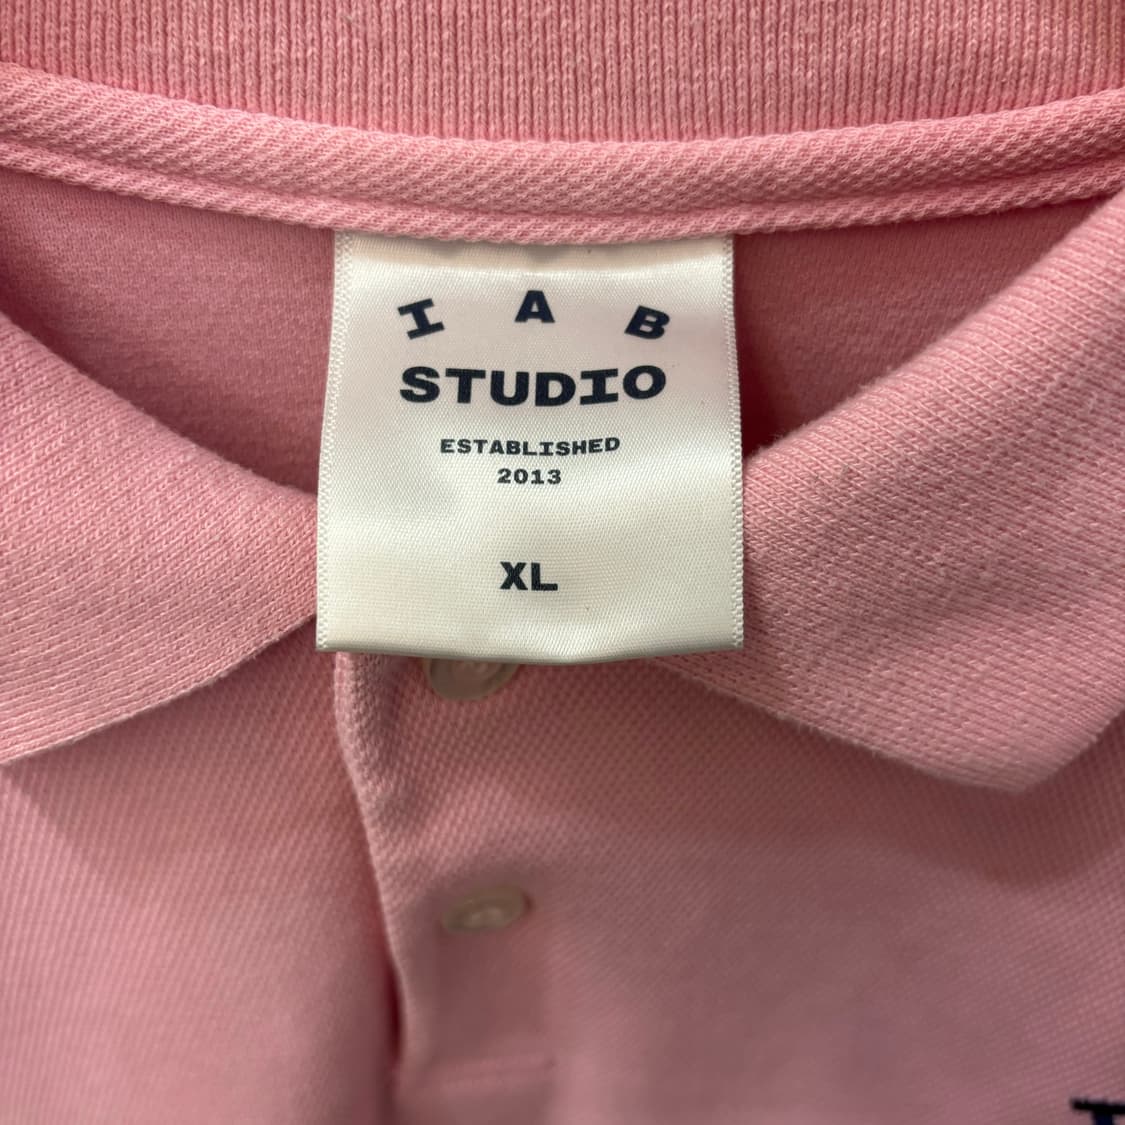 I A B
STUDIO
ESTABLISHED
2013
XL